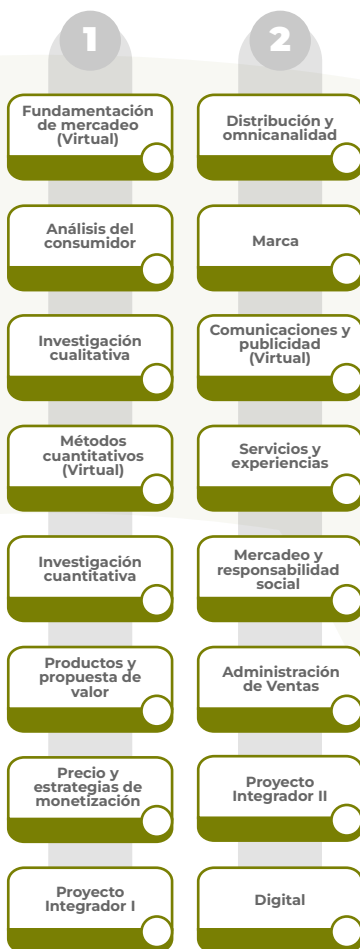 1
Fundamentación
de mercadeo
(Virtual)
Análisis del
consumidor
Investigación
cualitativa
Métodos
cuantitativos
(Virtual)
Investigación
cuantitativa
Productos y
propuesta de
valor
Precio y
estrategias de
monetización
Proyecto
Integrador I
2
Distribución y
omnicanalidad
Marca
Comunicaciones y
publicidad
(Virtual)
Servicios y
experiencias
Mercadeo y
responsabilidad
social
Administración
de Ventas
Proyecto
Integrador II
Digital